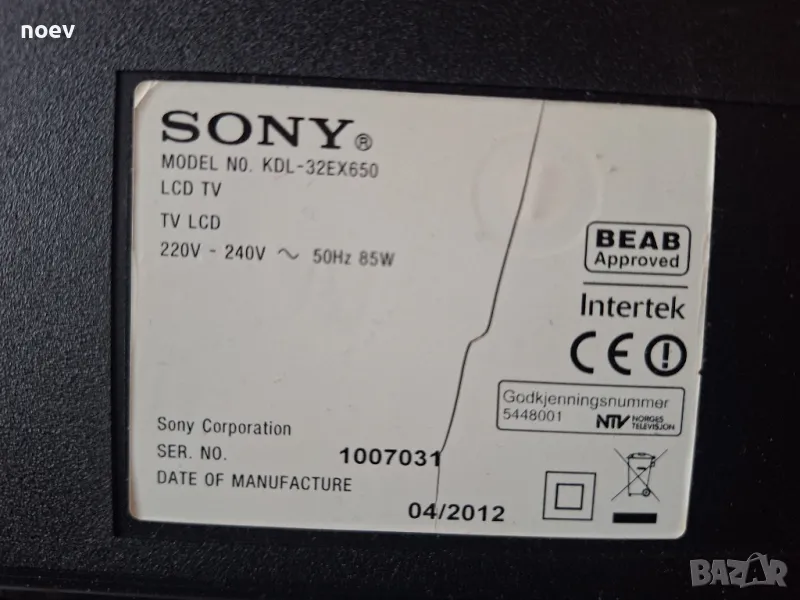 noev
SONY®
MODEL NO. KDL-32EX650
LCD TV
TV LCD
220V - 240V ~ 50Hz 85W
BEAB
Approved
Intertek
CE
Godkjenningsnummer
5448001 NTV NORGES TELEVISJON
Sony Corporation
SER. NO. 1007031
DATE OF MANUFACTURE
04/2012
BAZAR